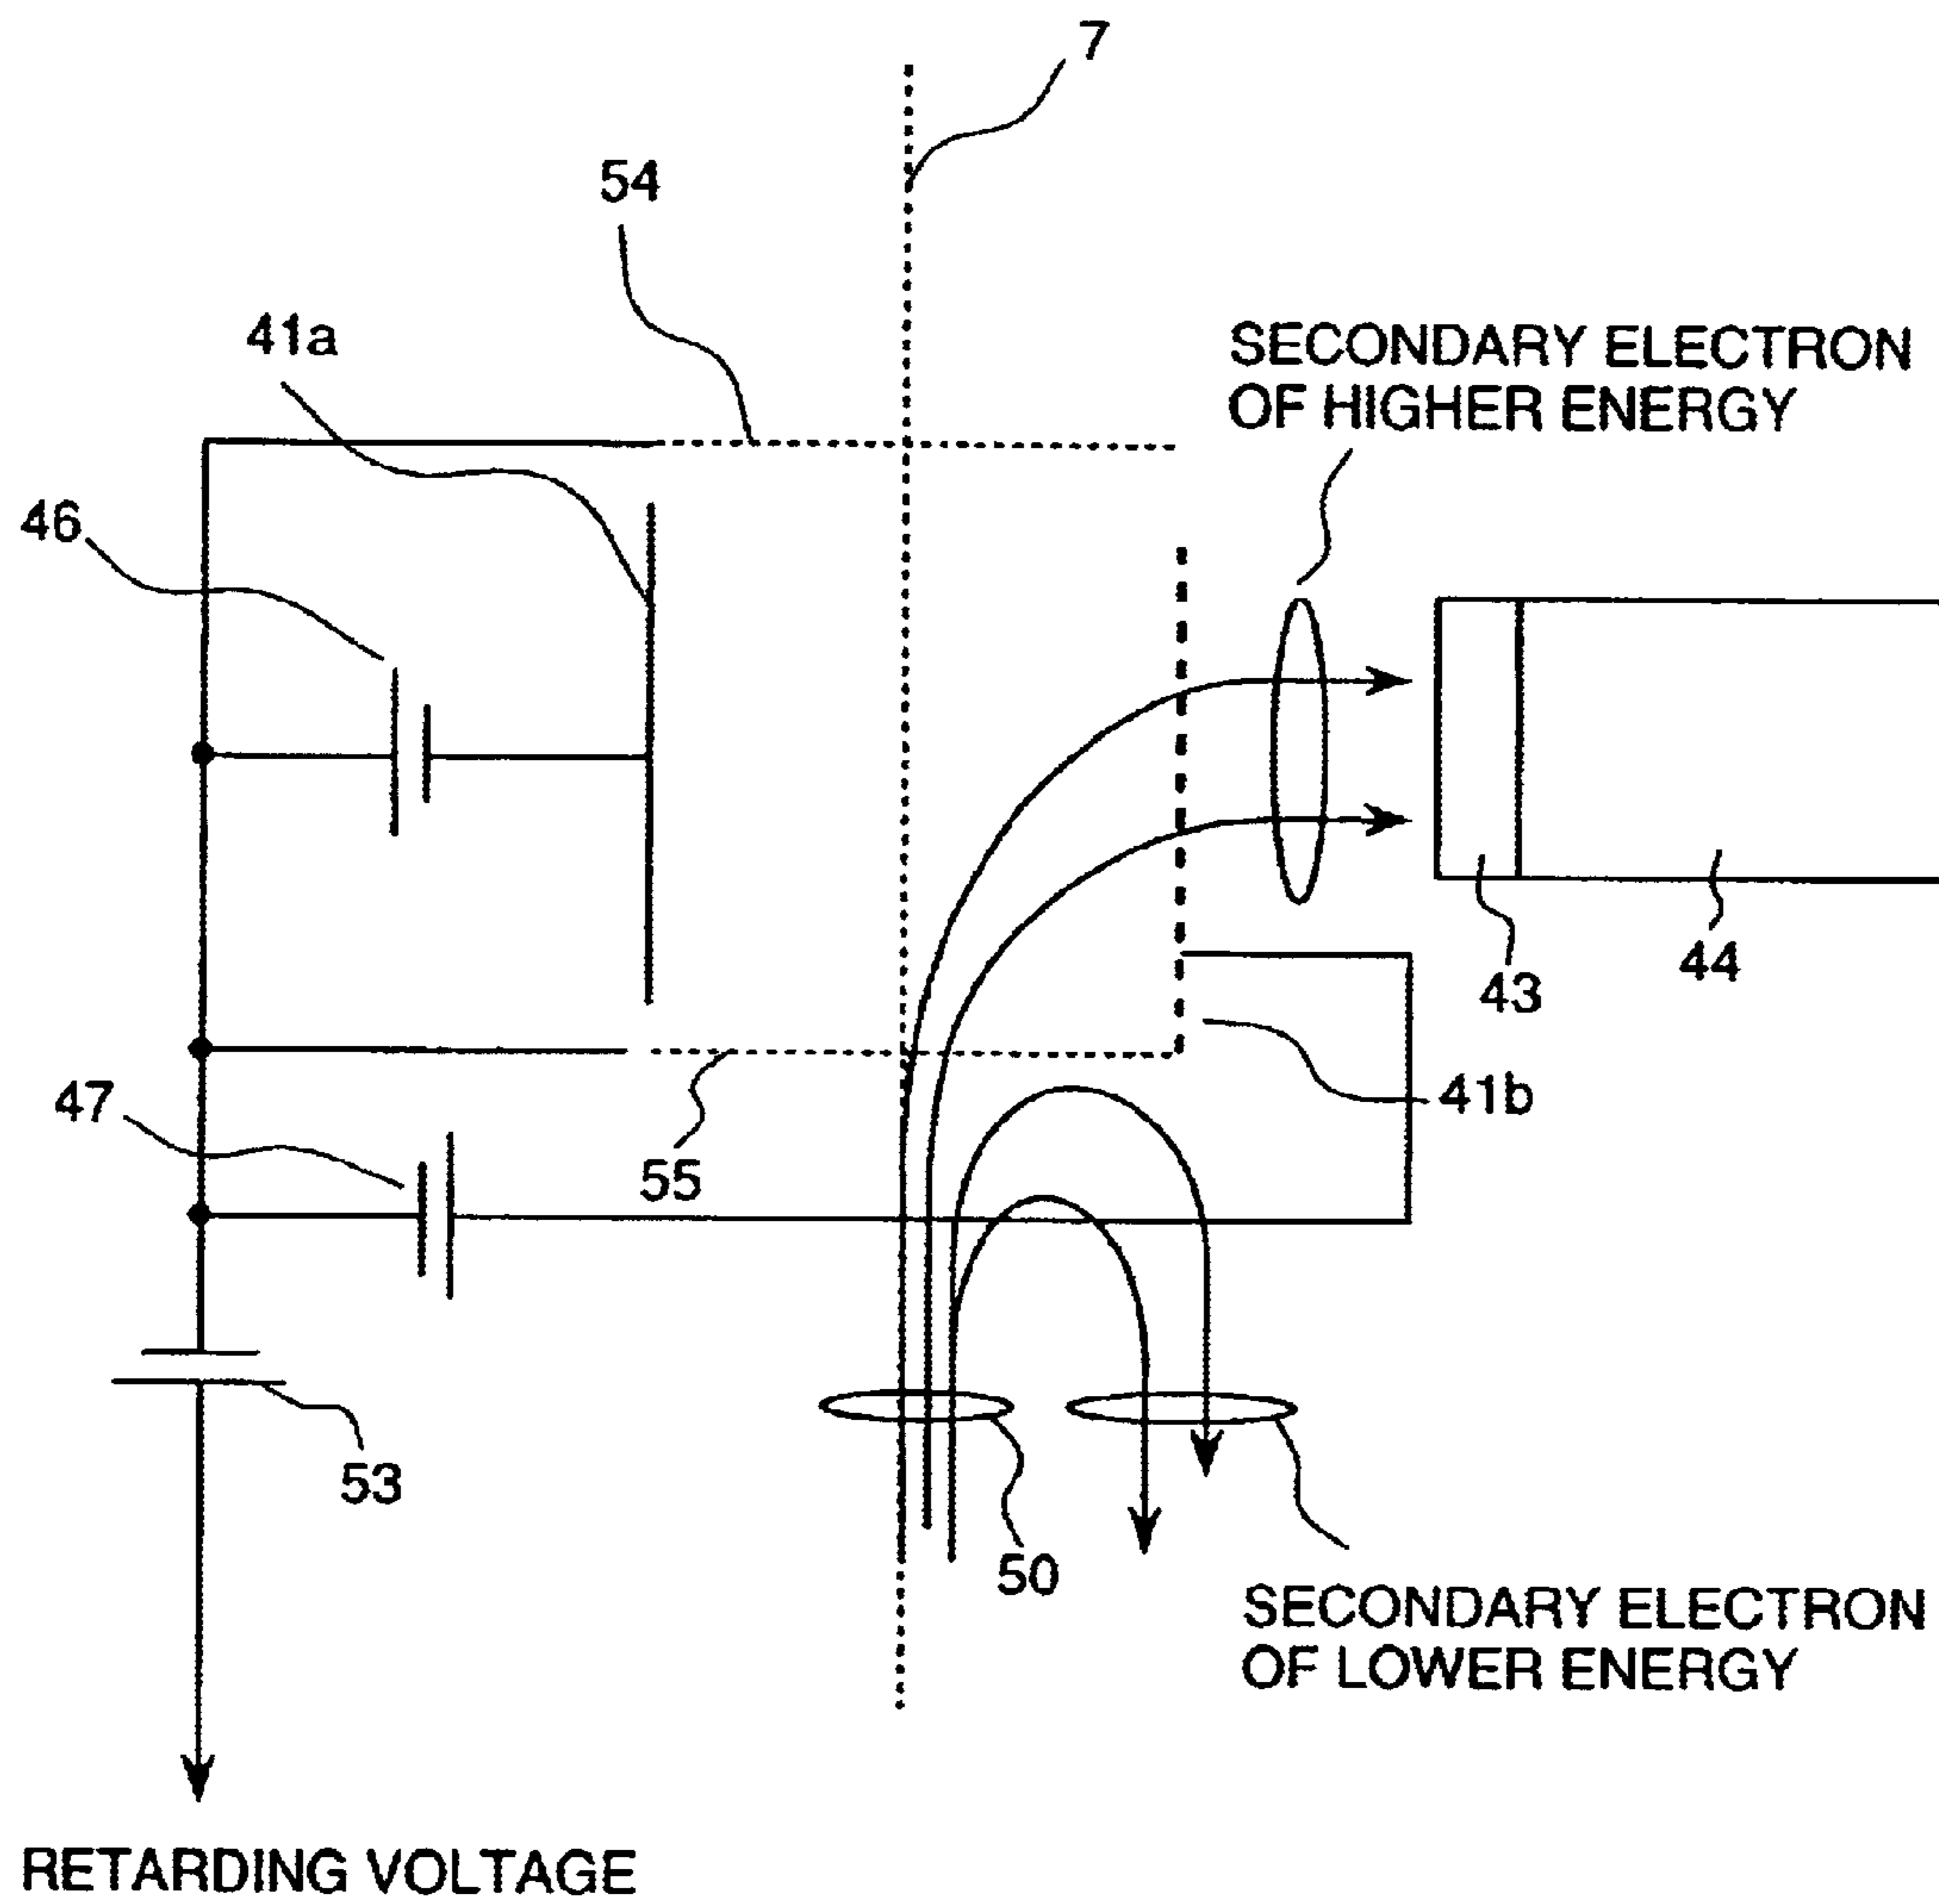 7
54
41a
SECONDARY ELECTRON
OF HIGHER ENERGY
46
43
44
47
41b
55
53
50
SECONDARY ELECTRON
OF LOWER ENERGY
RETARDING VOLTAGE